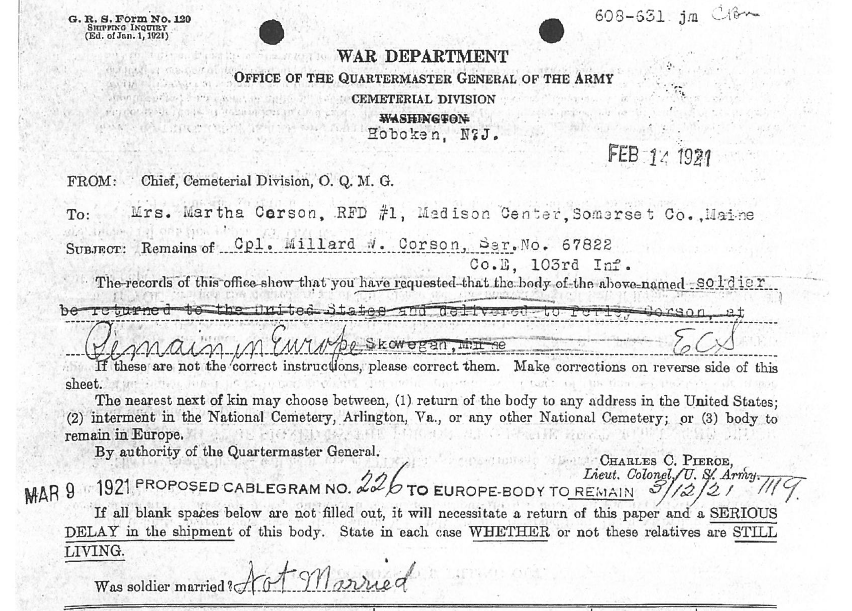 G. R. S. Form No. 120
SHIPPING INQUIRY
(Ed. of Jan. 1, 1921)
608-631 jm
WAR DEPARTMENT
OFFICE OF THE QUARTERMASTER GENERAL OF THE ARMY
CEMETERIAL DIVISION
WASHINGTON
Hoboken, N.J.
FEB 14 1921
FROM: Chief, Cemeterial Division, O. Q. M. G.
To: Mrs. Martha Corson, RFD #1, Madison Center, Somerset Co., Maine
SUBJECT: Remains of Cpl. Millard W. Corson, Ser. No. 67822
Co.E, 103rd Inf.
The records of this office show that you have requested that the body of the above-named soldier
be returned to the United States and delivered to Corson, at
Remain in Europe Skowegan, ECS
If these are not the correct instructions, please correct them. Make corrections on reverse side of this
sheet.
The nearest next of kin may choose between, (1) return of the body to any address in the United States;
(2) interment in the National Cemetery, Arlington, Va., or any other National Cemetery; or (3) body to
remain in Europe.
By authority of the Quartermaster General.
CHARLES C. PIERCE,
Lieut. Colonel, U. S. Army.
MAR 9 1921 PROPOSED CABLEGRAM NO. 226 TO EUROPE-BODY TO REMAIN 3/12/21
If all blank spaces below are not filled out, it will necessitate a return of this paper and a SERIOUS
DELAY in the shipment of this body. State in each case WHETHER or not these relatives are STILL
LIVING.
Was soldier married? Not Married